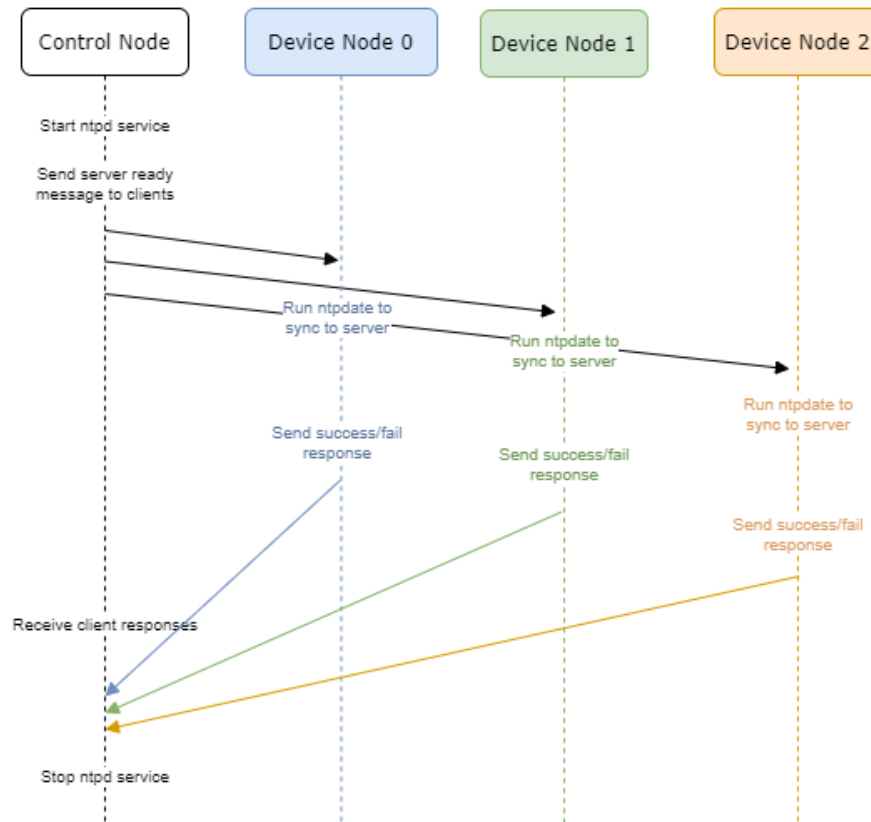 Control Node
Device Node 0
Device Node 1
Device Node 2
Start ntpd service
Send server ready
message to clients
Run ntpdate to
sync to server
Run ntpdate to
sync to server
Run ntpdate to
sync to server
Send success/fail
response
Send success/fail
response
Send success/fail
response
Receive client responses
Stop ntpd service